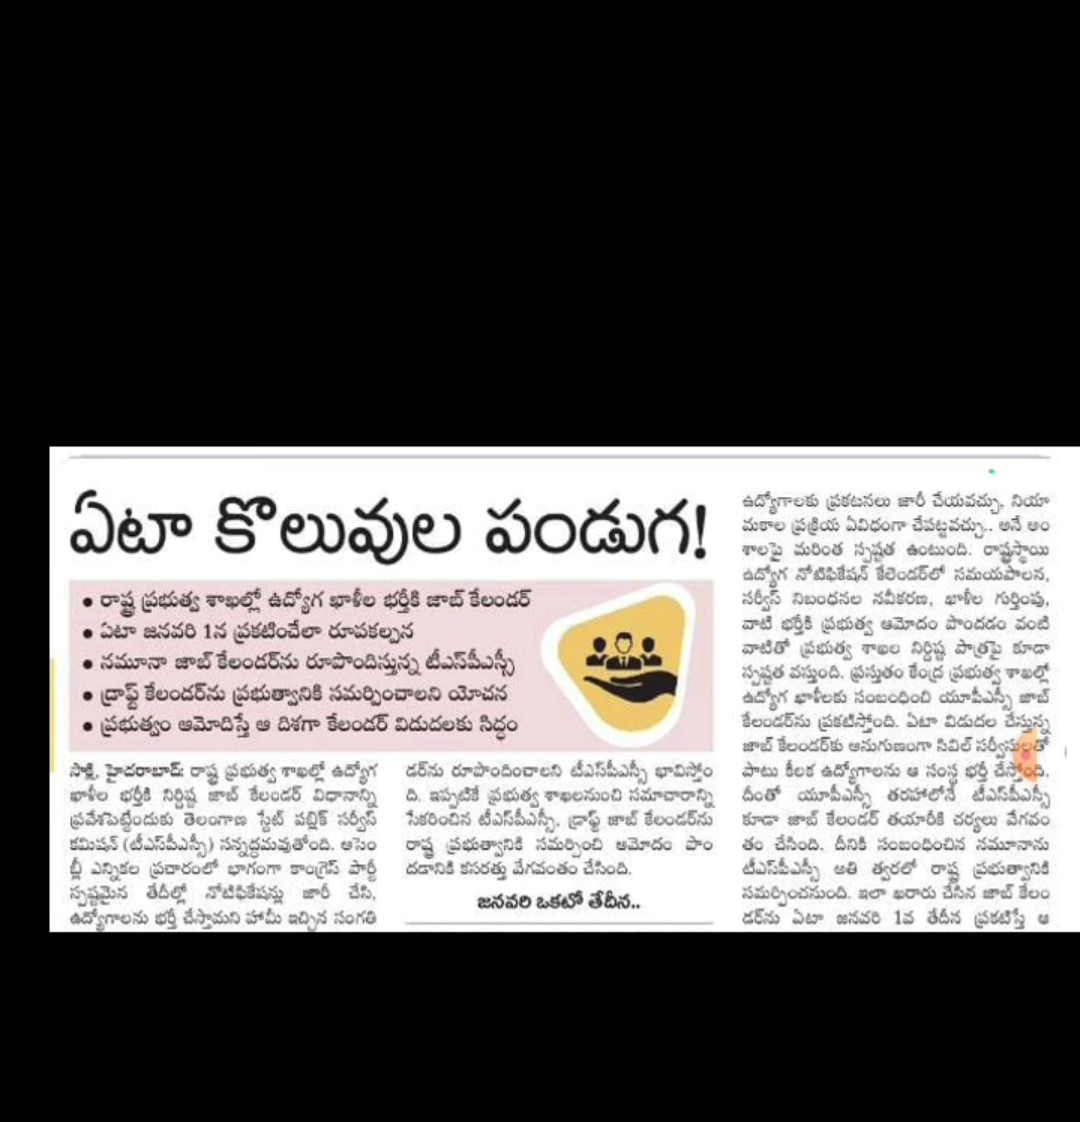 ఏటా కొలువుల పండుగ!
• రాష్ట్ర ప్రభుత్వ శాఖల్లో ఉద్యోగ ఖాళీల భర్తీకి జాబ్ కేలండర్
• ఏటా జనవరి 1న ప్రకటించేలా రూపకల్పన
• నమూనా జాబ్ కేలండర్‌ను రూపొందిస్తున్న టీఎస్‌పీఎస్సీ
• డ్రాఫ్ట్ కేలండర్‌ను ప్రభుత్వానికి సమర్పించాలని యోచన
• ప్రభుత్వం ఆమోదిస్తే ఆ దిశగా కేలండర్ విడుదలకు సిద్ధం
సాక్షి, హైదరాబాద్: రాష్ట్ర ప్రభుత్వ శాఖల్లో ఉద్యోగ
ఖాళీల భర్తీకి నిర్దిష్ట జాబ్ కేలండర్ విధానాన్ని
ప్రవేశపెట్టేందుకు తెలంగాణ స్టేట్ పబ్లిక్ సర్వీస్
కమిషన్ (టీఎస్‌పీఎస్సీ) సన్నద్ధమవుతోంది. అసెం
బ్లీ ఎన్నికల ప్రచారంలో భాగంగా కాంగ్రెస్ పార్టీ
స్పష్టమైన తేదీల్లో నోటిఫికేషన్లు జారీ చేసి,
ఉద్యోగాలను భర్తీ చేస్తామని హామీ ఇచ్చిన సంగతి
డర్‌ను రూపొందించాలని టీఎస్‌పీఎస్సీ భావిస్తోం
ది. ఇప్పటికే ప్రభుత్వ శాఖలనుంచి సమాచారాన్ని
సేకరించిన టీఎస్‌పీఎస్సీ, డ్రాఫ్ట్ జాబ్ కేలండర్‌ను
రాష్ట్ర ప్రభుత్వానికి సమర్పించి ఆమోదం పొం
దడానికి కసరత్తు వేగవంతం చేసింది.
జనవరి ఒకటో తేదీన..
ఉద్యోగాలకు ప్రకటనలు జారీ చేయవచ్చు, నియా
మకాల ప్రక్రియ ఏవిధంగా చేపట్టవచ్చు.. అనే అం
శాలపై మరింత స్పష్టత ఉంటుంది. రాష్ట్రస్థాయి
ఉద్యోగ నోటిఫికేషన్ కేలెండర్‌లో సమయపాలన,
సర్వీస్ నిబంధనల నవీకరణ, ఖాళీల గుర్తింపు,
వాటి భర్తీకి ప్రభుత్వ ఆమోదం పొందడం వంటి
వాటితో ప్రభుత్వ శాఖల నిర్దిష్ట పాత్రపై కూడా
స్పష్టత వస్తుంది. ప్రస్తుతం కేంద్ర ప్రభుత్వ శాఖల్లో
ఉద్యోగ ఖాళీలకు సంబంధించి యూపీఎస్సీ జాబ్
కేలండర్‌ను ప్రకటిస్తోంది. ఏటా విడుదల చేస్తున్న
జాబ్ కేలండర్‌కు అనుగుణంగా సివిల్ సర్వీసులతో
పాటు కీలక ఉద్యోగాలను ఆ సంస్థ భర్తీ చేస్తోంది.
దీంతో యూపీఎస్సీ తరహాలోనే టీఎస్‌పీఎస్సీ
కూడా జాబ్ కేలండర్ తయారీకి చర్యలు వేగవం
తం చేసింది. దీనికి సంబంధించిన నమూనాను
టీఎస్‌పీఎస్సీ అతి త్వరలో రాష్ట్ర ప్రభుత్వానికి
సమర్పించనుంది. ఇలా ఖరారు చేసిన జాబ్ కేలం
డర్‌ను ఏటా జనవరి 1వ తేదీన ప్రకటిస్తే ఆ